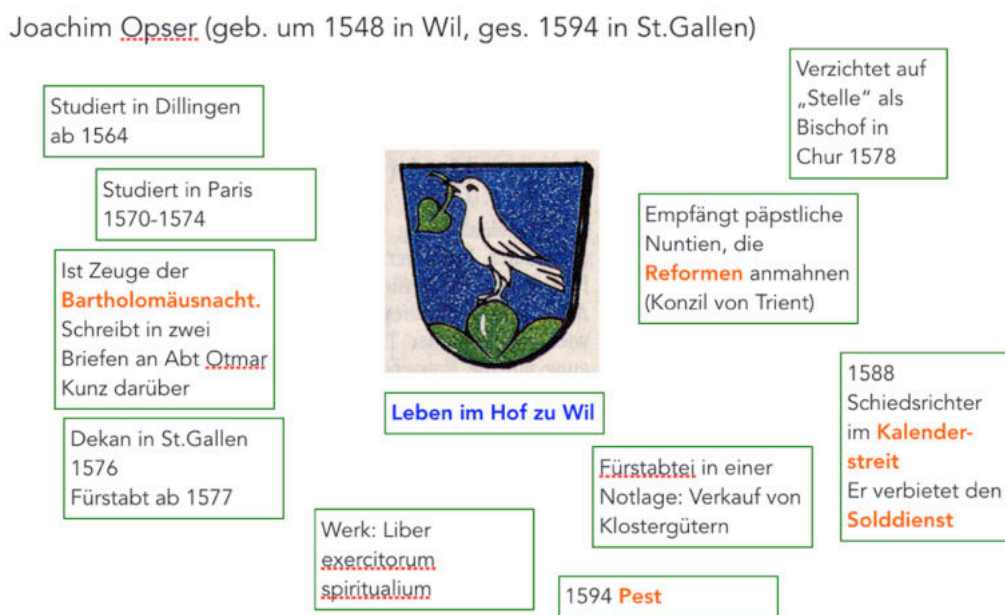 Joachim Opser (geb. um 1548 in Wil, ges. 1594 in St.Gallen)
Studiert in Dillingen
ab 1564
Studiert in Paris
1570-1574
Ist Zeuge der
Bartholomäusnacht.
Schreibt in zwei
Briefen an Abt Otmar
Kunz darüber
Dekan in St.Gallen
1576
Fürstabt ab 1577
Leben im Hof zu Wil
Werk: Liber
exercitorum
spiritualium
Verzichtet auf
„Stelle“ als
Bischof in
Chur 1578
Empfängt päpstliche
Nuntien, die
Reformen anmahnen
(Konzil von Trient)
1588
Schiedsrichter
im Kalender-
streit
Er verbietet den
Solddienst
Fürstabtei in einer
Notlage: Verkauf von
Klostergütern
1594 Pest